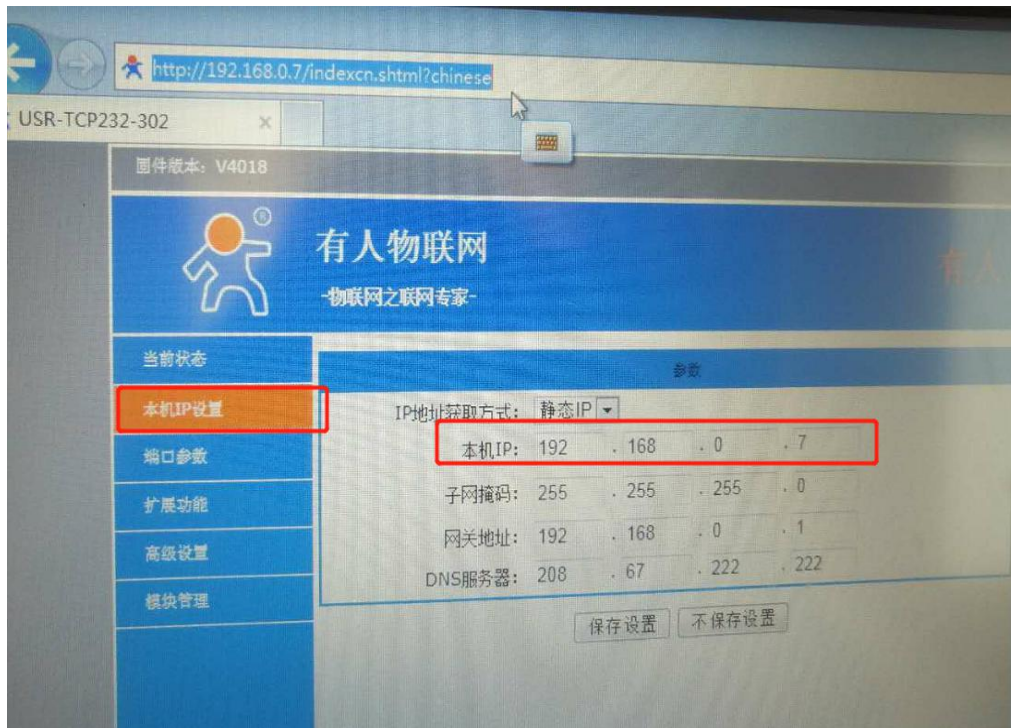 http://192.168.0.7/indexcn.shtml?chinese
USR-TCP232-302
固件版本：V4018
有人物联网
®
-物联网之联网专家-
有人
当前状态
本机IP设置
端口参数
扩展功能
高级设置
模块管理
参数
IP地址获取方式： 静态IP
本机IP： 192 . 168 . 0 . 7
子网掩码： 255 . 255 . 255 . 0
网关地址： 192 . 168 . 0 . 1
DNS服务器： 208 . 67 . 222 . 222
保存设置 不保存设置